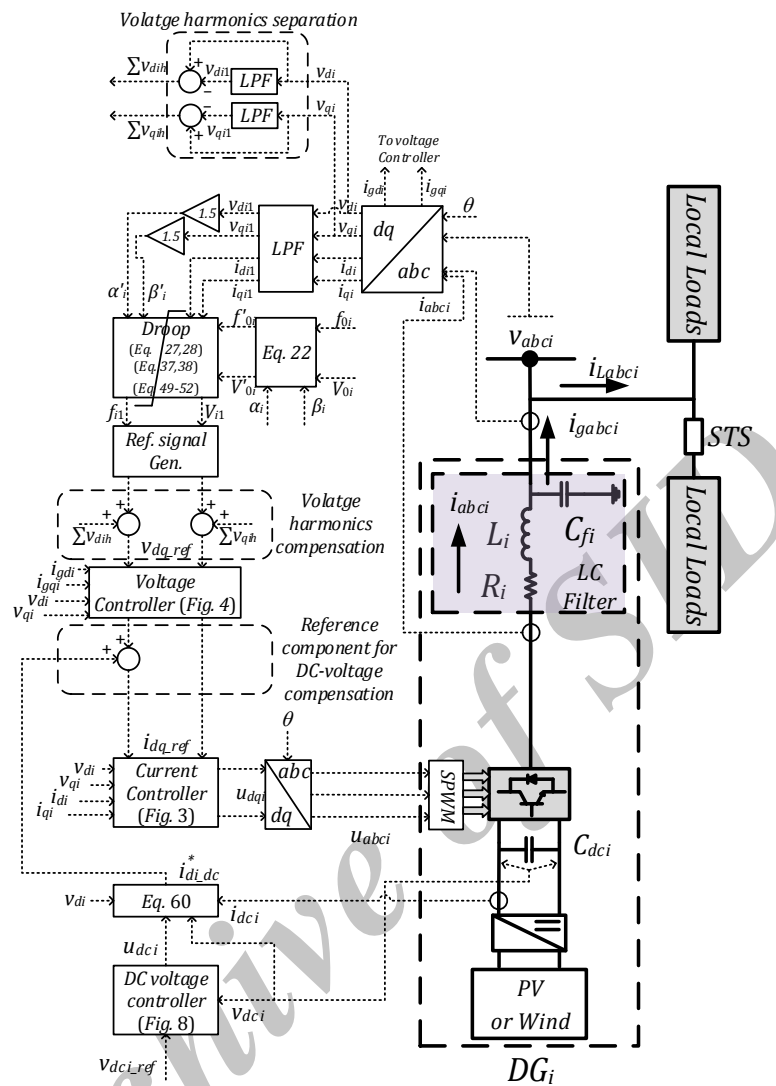 Volatge harmonics separation
∑v_dih
v_di1
LPF
v_di
∑v_qih
v_qi1
LPF
v_qi
To voltage
Controller
i_gdi
i_gqi
θ
1.5
v_di1
v_di
1.5
v_qi1
v_qi
LPF
dq
abc
i_di1
i_di
i_qi1
i_qi
i_abci
α'_i
β'_i
Droop
(Eq. 27,28)
(Eq. 37,38)
(Eq. 49-52)
f'_0i
f_0i
Eq. 22
V'_0i
V_0i
α_i
β_i
f_i1
V_i1
Ref. signal
Gen.
Volatge
harmonics
compensation
∑v_dih
∑v_qih
v_dq_ref
i_gdi
i_gqi
v_di
v_qi
Voltage
Controller (Fig. 4)
Reference
component for
DC-voltage
compensation
i_dq_ref
θ
v_di
v_qi
i_di
i_qi
Current
Controller
(Fig. 3)
u_dqi
abc
dq
u_abci
SPWM
i*_di_dc
v_di
Eq. 60
i_dci
u_dci
DC voltage
controller
(Fig. 8)
v_dci
v_dci_ref
v_abci
i_Labci
Local Loads
STS
Local Loads
i_gabci
i_abci
L_i
C_fi
R_i
LC
Filter
C_dci
PV
or Wind
DG_i
hive of SID